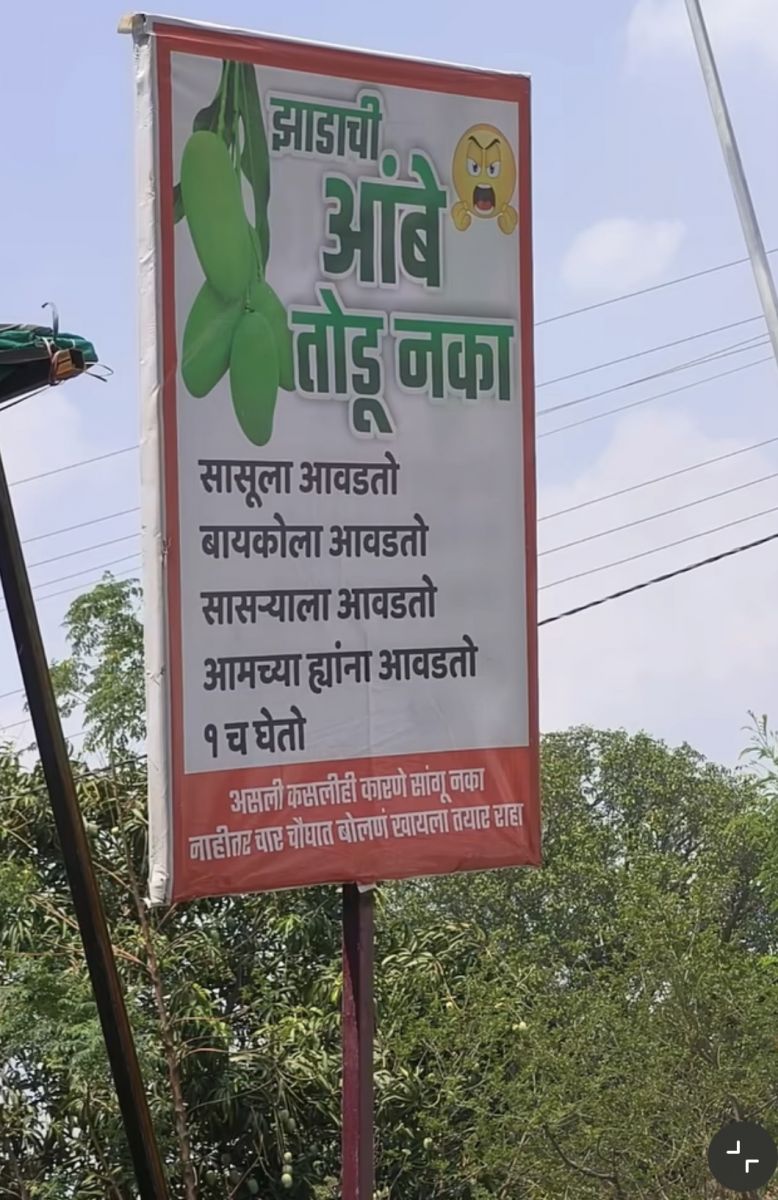 झाडाची
आंबे
तोडू नका
सासूला आवडतो
बायकोला आवडतो
सासऱ्याला आवडतो
आमच्या ह्यांना आवडतो
१ च घेतो
असली कसलीही कारणे सांगू नका
नाहीतर चार चौघात बोलणं खायला तयार राहा